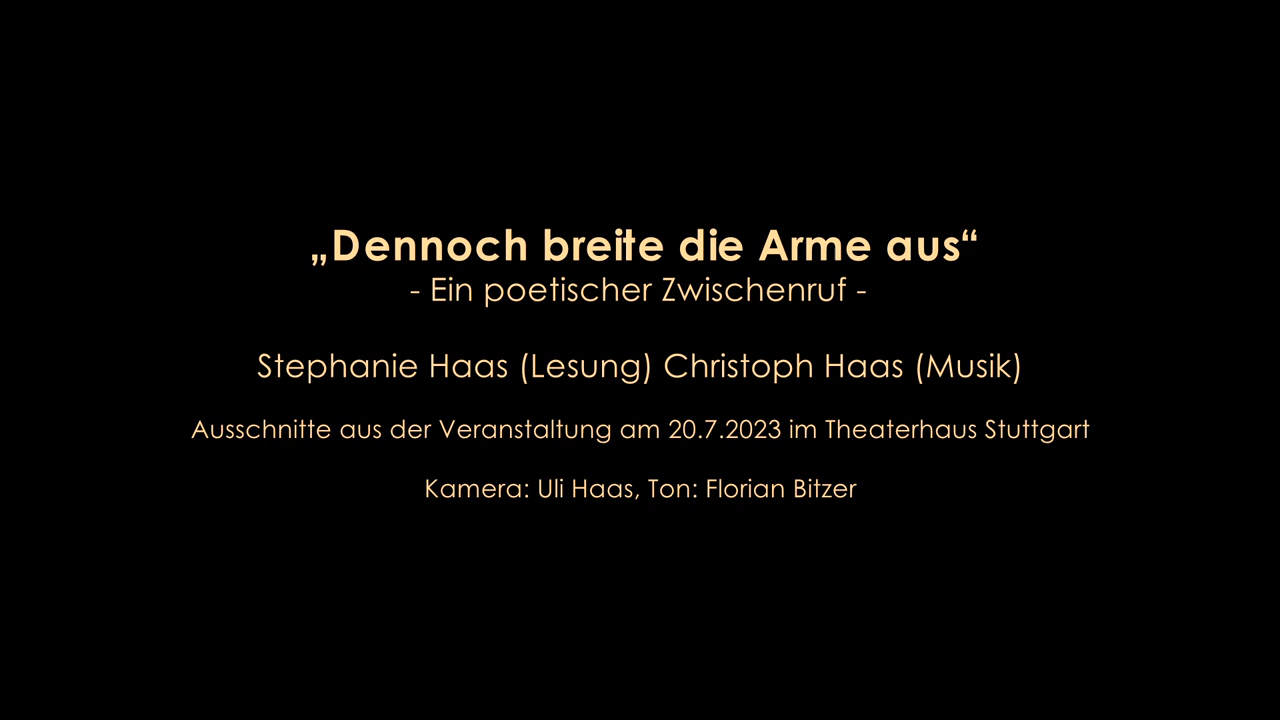 „Dennoch breite die Arme aus“
- Ein poetischer Zwischenruf -
Stephanie Haas (Lesung) Christoph Haas (Musik)
Ausschnitte aus der Veranstaltung am 20.7.2023 im Theaterhaus Stuttgart
Kamera: Uli Haas, Ton: Florian Bitzer